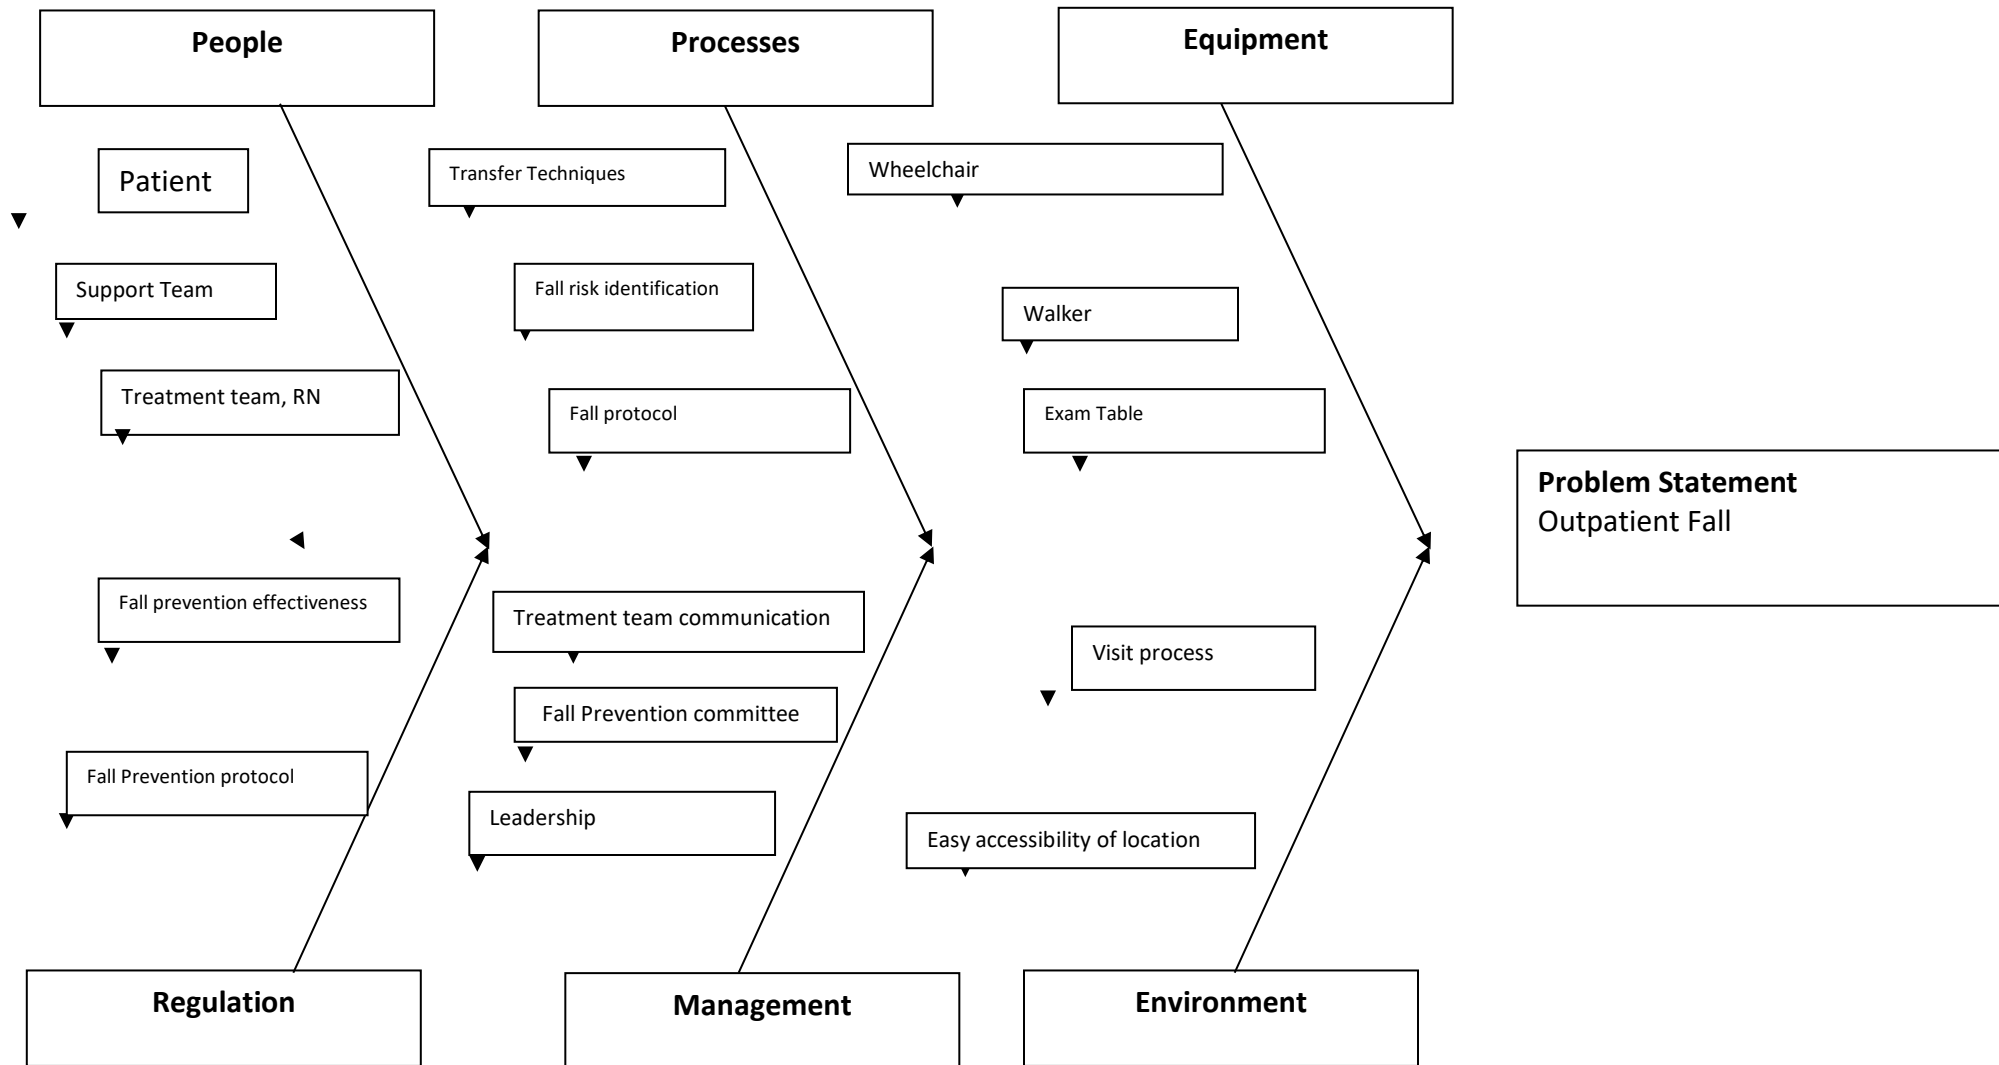 People
Processes
Equipment
Patient
Transfer Techniques
Wheelchair
Support Team
Fall risk identification
Walker
Treatment team, RN
Fall protocol
Exam Table
Problem Statement
Outpatient Fall
Fall prevention effectiveness
Treatment team communication
Visit process
Fall Prevention committee
Fall Prevention protocol
Leadership
Easy accessibility of location
Regulation
Management
Environment